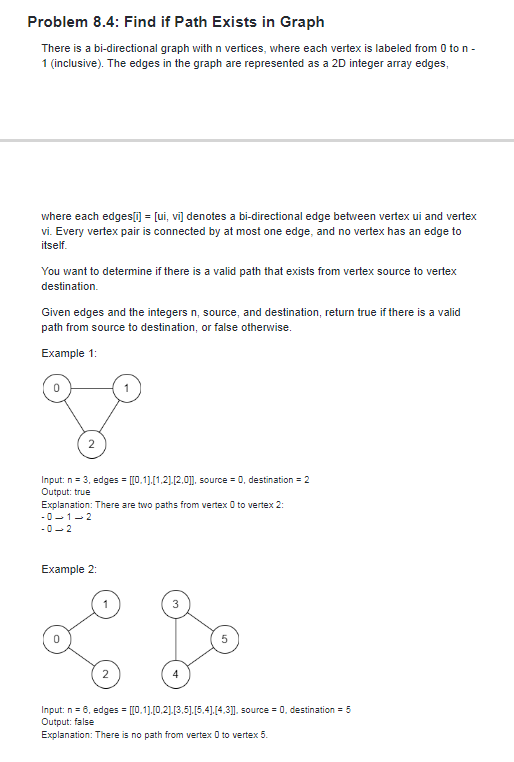 Problem 8.4: Find if Path Exists in Graph
There is a bi-directional graph with n vertices, where each vertex is labeled from 0 to n -
1 (inclusive). The edges in the graph are represented as a 2D integer array edges,
where each edges[i] = [ui, vi] denotes a bi-directional edge between vertex ui and vertex
vi. Every vertex pair is connected by at most one edge, and no vertex has an edge to
itself.
You want to determine if there is a valid path that exists from vertex source to vertex
destination.
Given edges and the integers n, source, and destination, return true if there is a valid
path from source to destination, or false otherwise.
Example 1:
0
1
2
Input: n = 3, edges = [[0,1],[1,2],[2,0]], source = 0, destination = 2
Output: true
Explanation: There are two paths from vertex 0 to vertex 2:
- 0 → 1 → 2
- 0 → 2
Example 2:
1
3
0
5
2
4
Input: n = 6, edges = [[0,1],[0,2],[3,5],[5,4],[4,3]], source = 0, destination = 5
Output: false
Explanation: There is no path from vertex 0 to vertex 5.